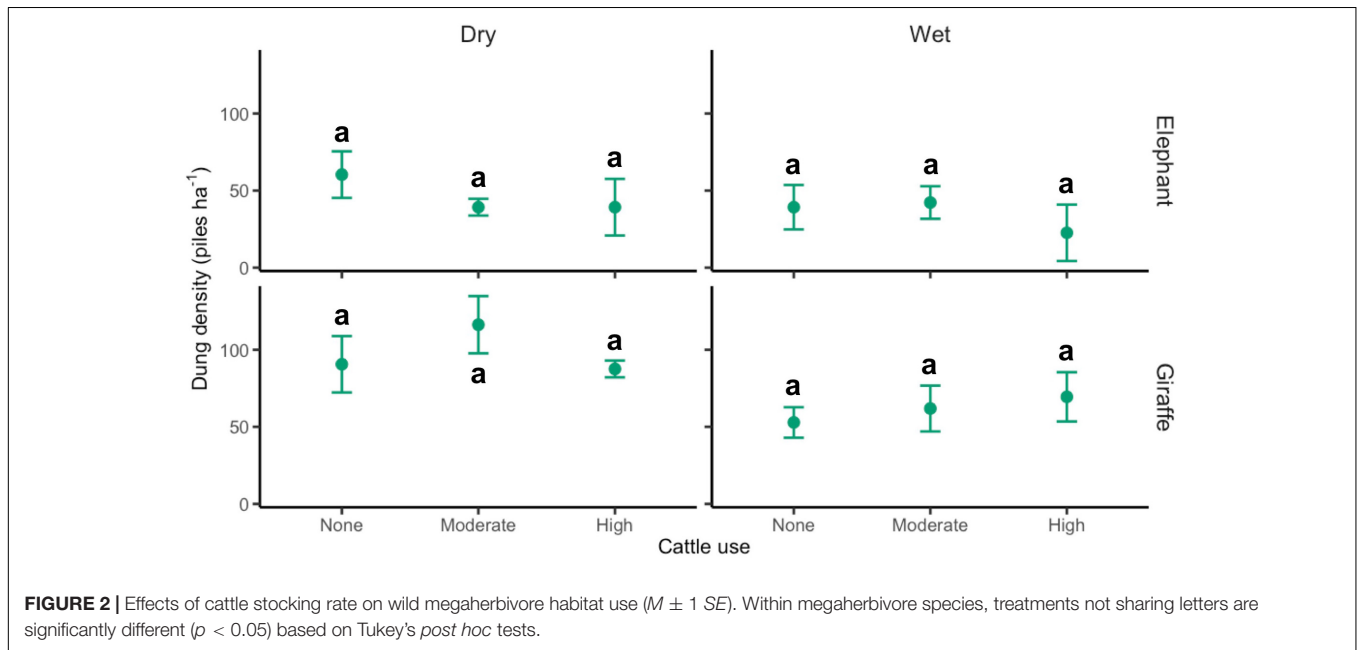 Dry Wet
Dung density (piles ha⁻¹)
100
50
0
a a a
a a a
Elephant
100
50
0
a a a
a a a
Giraffe
None Moderate High None Moderate High
Cattle use
FIGURE 2 | Effects of cattle stocking rate on wild megaherbivore habitat use (M ± 1 SE). Within megaherbivore species, treatments not sharing letters are
significantly different (p < 0.05) based on Tukey's post hoc tests.